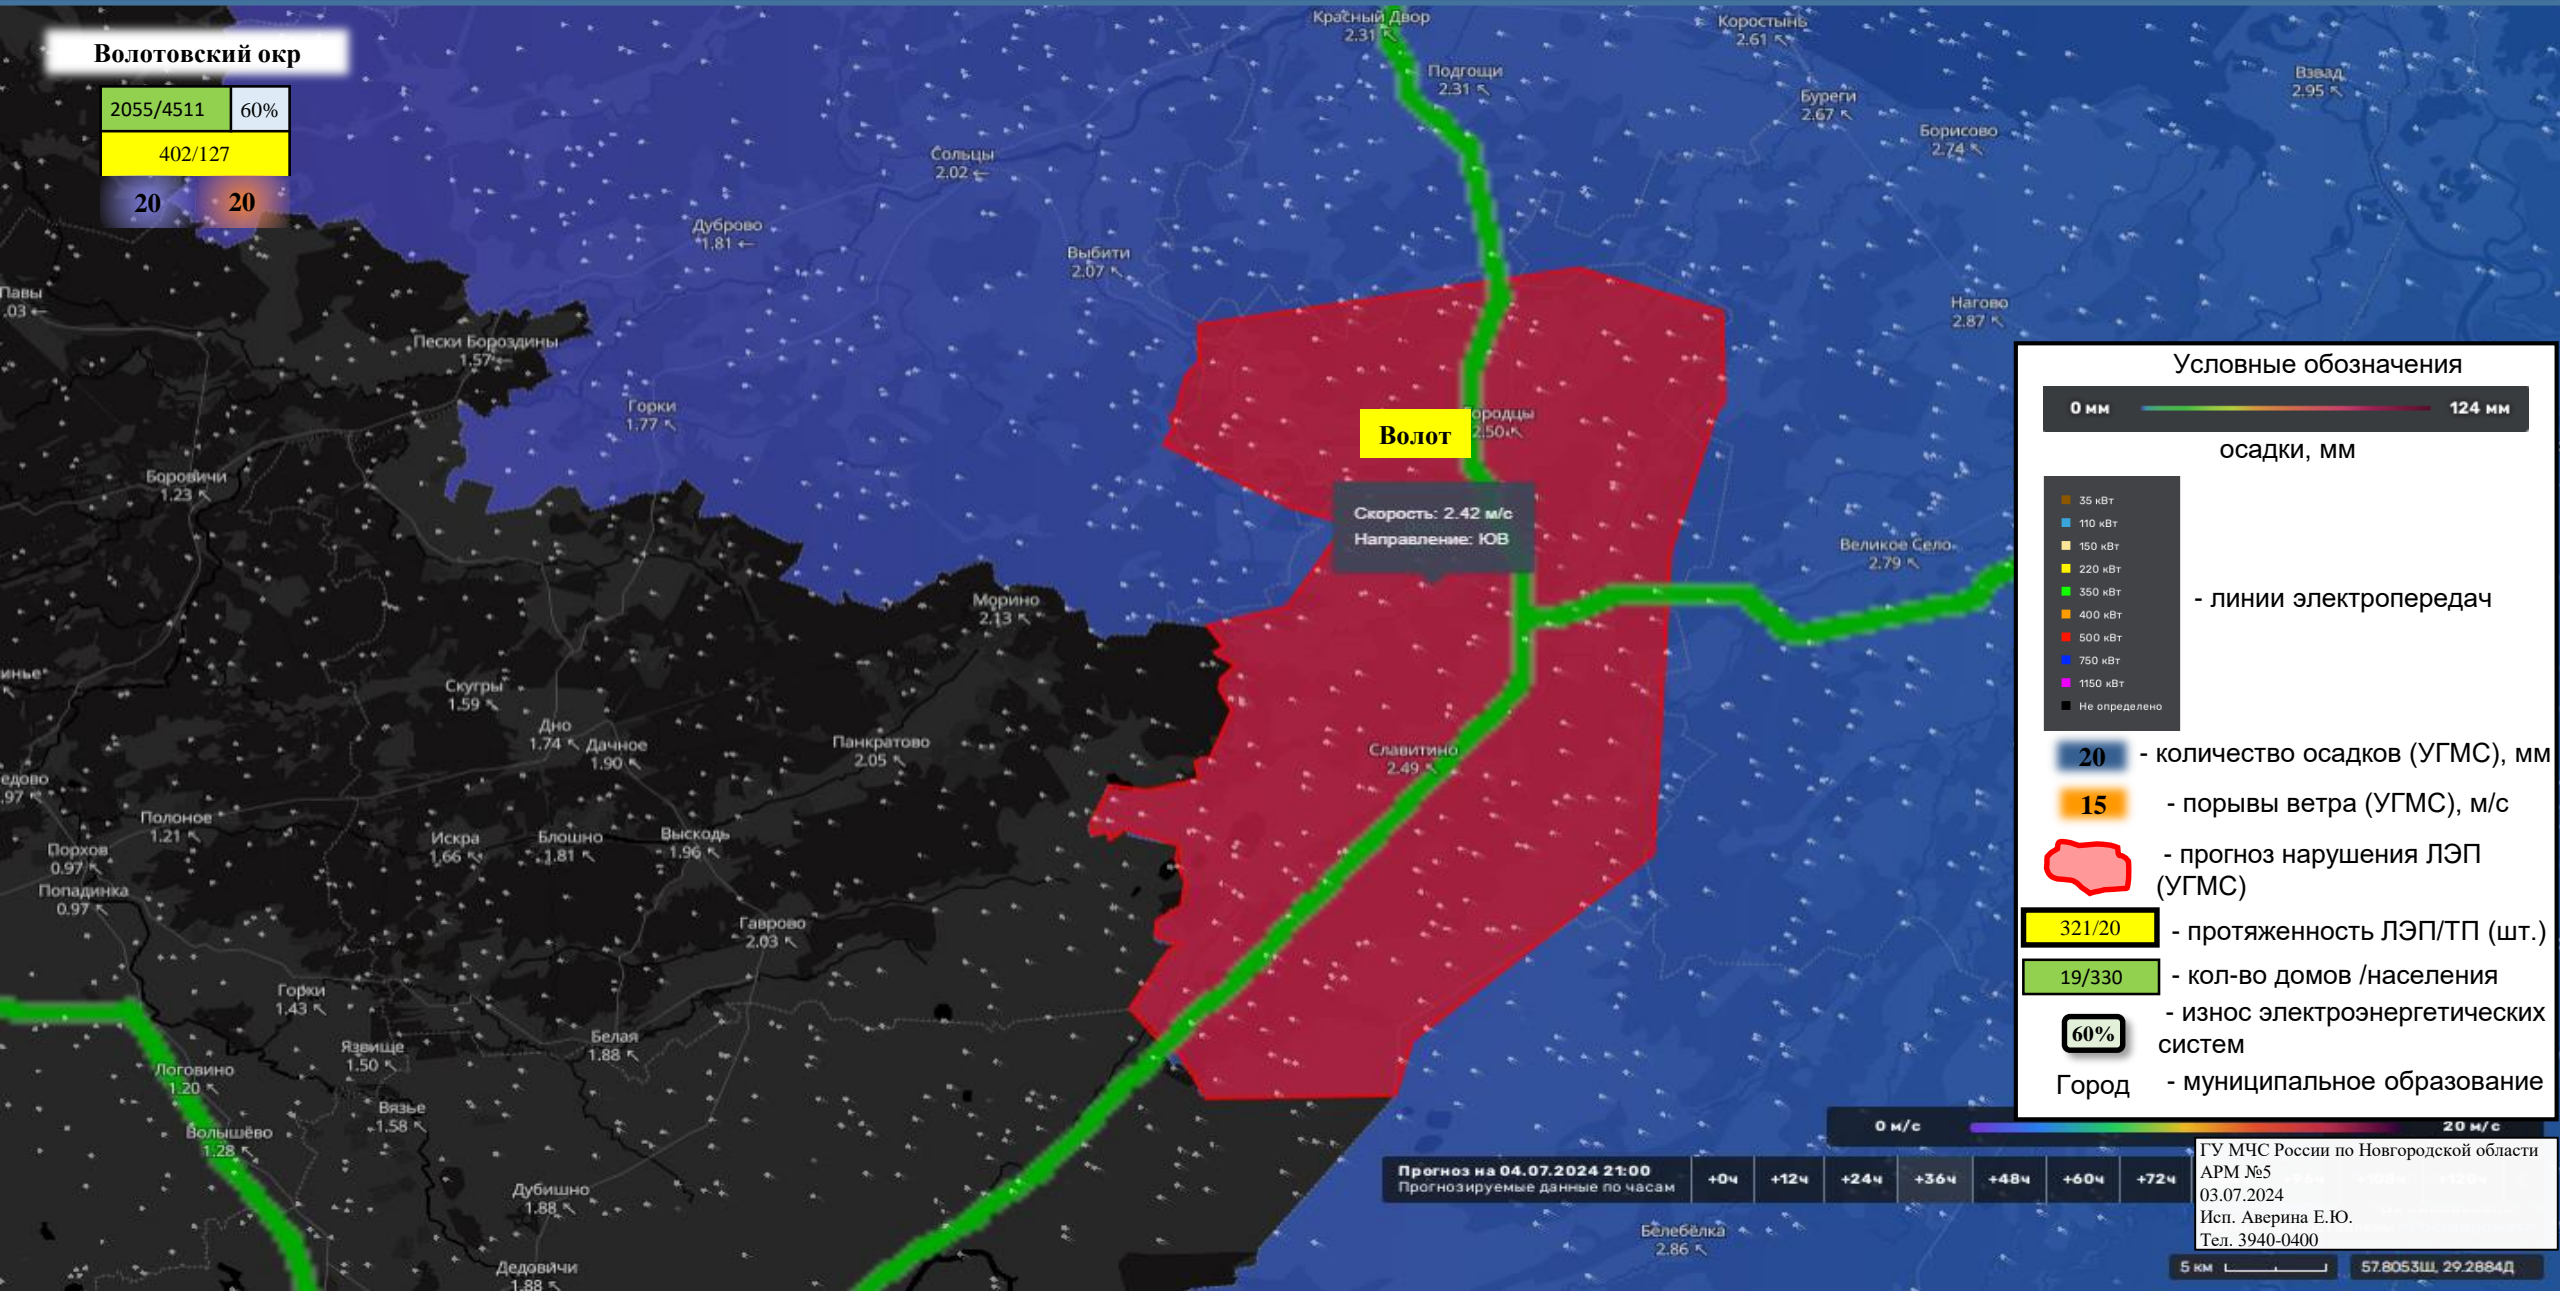 Волотовский окр
2055/4511 60%
402/127
20 20
Красный Двор
2.31
Коростынь
2.61
Подгощи
2.31
Взвад
2.95
Буреги
2.67
Борисово
2.74
Сольцы
2.02
Дуброво
1.81
Выбити
2.07
Павы
.03
Нагово
2.87
Пески Бороздины
1.57
Горки
1.77
Волот
ородцы
2.50
Боровичи
1.23
Скорость: 2.42 м/с
Направление: ЮВ
Великое Село
2.79
Морино
2.13
инье
Скугры
1.59
Дно
1.74
Дачное
1.90
Панкратово
2.05
Славитино
2.49
едово
.97
Полоное
1.21
Искра
1.66
Блошно
1.81
Выскодь
1.96
Порхов
0.97
Попадинка
0.97
Гаврово
2.03
Горки
1.43
Белая
1.88
Язвище
1.50
Логовино
1.20
Вязье
1.58
Волышёво
1.28
Дубишно
1.88
Дедовичи
1.88
Белебёлка
2.86
Условные обозначения
0 мм 124 мм
осадки, мм
35 кВт
110 кВт
150 кВт
220 кВт
350 кВт
400 кВт
500 кВт
750 кВт
1150 кВт
Не определено
- линии электропередач
20 - количество осадков (УГМС), мм
15 - порывы ветра (УГМС), м/с
- прогноз нарушения ЛЭП
(УГМС)
321/20 - протяженность ЛЭП/ТП (шт.)
19/330 - кол-во домов /населения
60% - износ электроэнергетических
систем
Город - муниципальное образование
0 м/с 20 м/с
Прогноз на 04.07.2024 21:00
Прогнозируемые данные по часам
+0ч +12ч +24ч +36ч +48ч +60ч +72ч
ГУ МЧС России по Новгородской области
АРМ №5
03.07.2024
Исп. Аверина Е.Ю.
Тел. 3940-0400
5 км
57.8053Ш, 29.2884Д